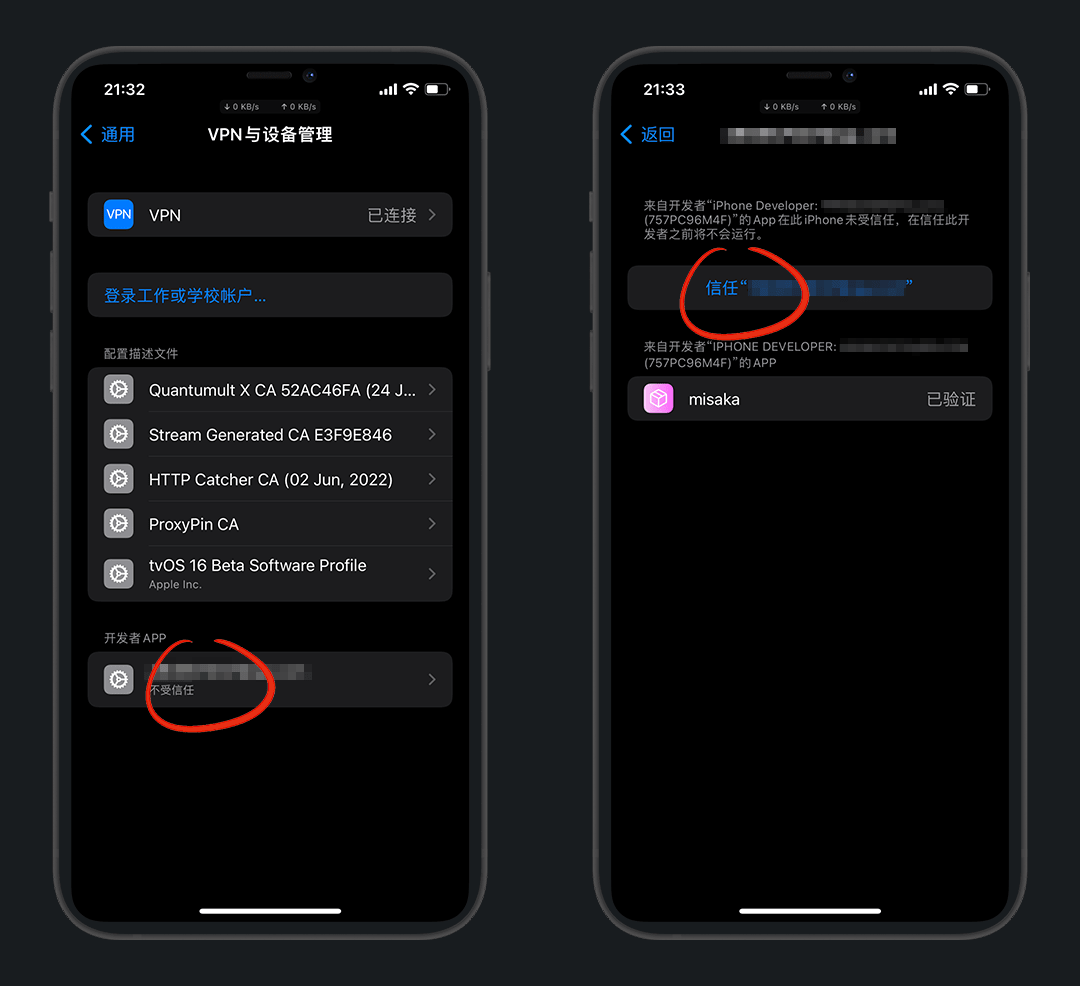 21:32
↓ 0 KB/s ↑ 0 KB/s
通用
VPN与设备管理
VPN
VPN
已连接
登录工作或学校帐户...
配置描述文件
Quantumult X CA 52AC46FA (24 J...
Stream Generated CA E3F9E846
HTTP Catcher CA (02 Jun, 2022)
ProxyPin CA
tvOS 16 Beta Software Profile
Apple Inc.
开发者 APP
不受信任
21:33
↓ 0 KB/s ↑ 0 KB/s
返回
来自开发者“iPhone Developer:
(757PC96M4F)”的 App 在此 iPhone 未受信任，在信任此开
发者之前将不会运行。
信任“ ”
来自开发者“IPHONE DEVELOPER:
(757PC96M4F)”的 APP
misaka
已验证